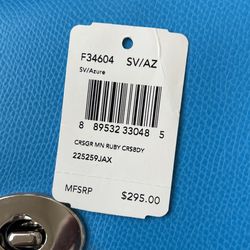 F34604 SV/AZ
SV/Azure
8 89532 33048 5
CRSGR MN RUBY CRSBDY
225259JAX
MFSRP $295.00